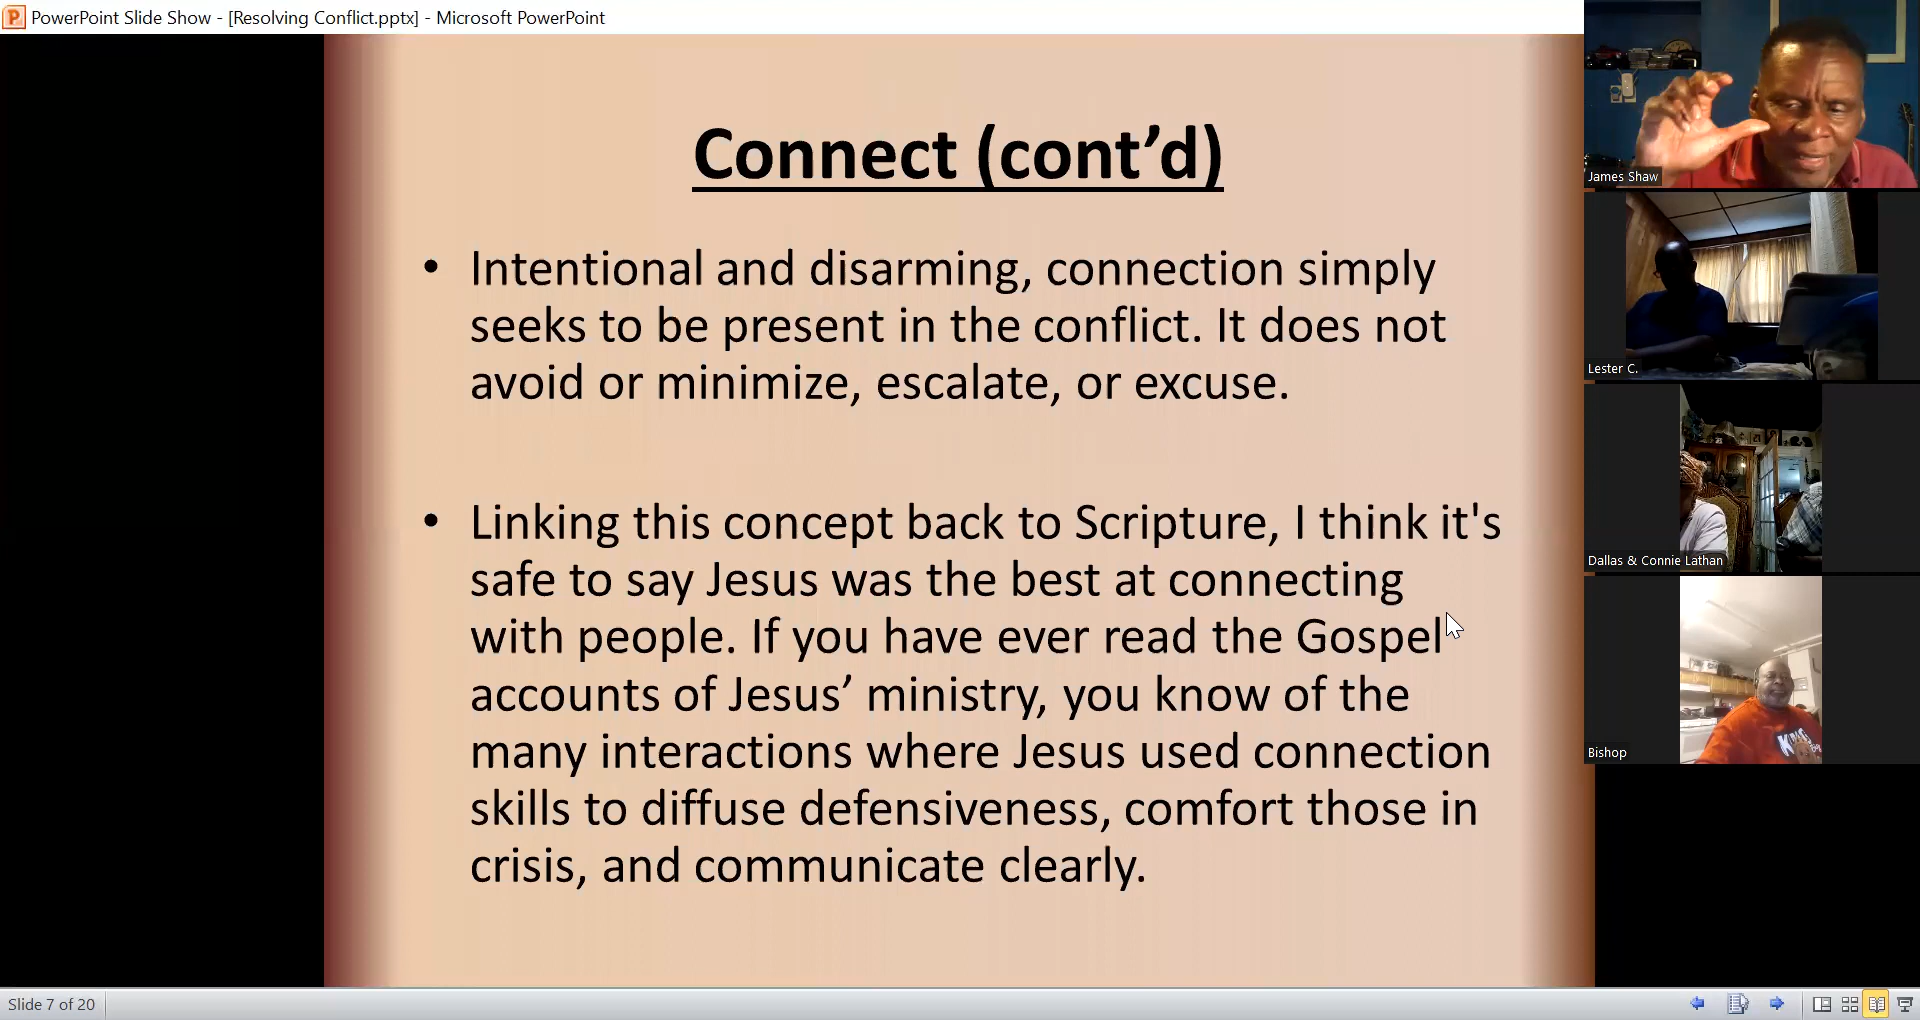 PowerPoint Slide Show - [Resolving Conflict.pptx] - Microsoft PowerPoint
Connect (cont’d)
• Intentional and disarming, connection simply
seeks to be present in the conflict. It does not
avoid or minimize, escalate, or excuse.
• Linking this concept back to Scripture, I think it's
safe to say Jesus was the best at connecting
with people. If you have ever read the Gospel
accounts of Jesus’ ministry, you know of the
many interactions where Jesus used connection
skills to diffuse defensiveness, comfort those in
crisis, and communicate clearly.
James Shaw
Lester C.
Dallas & Connie Lathan
Bishop
Slide 7 of 20